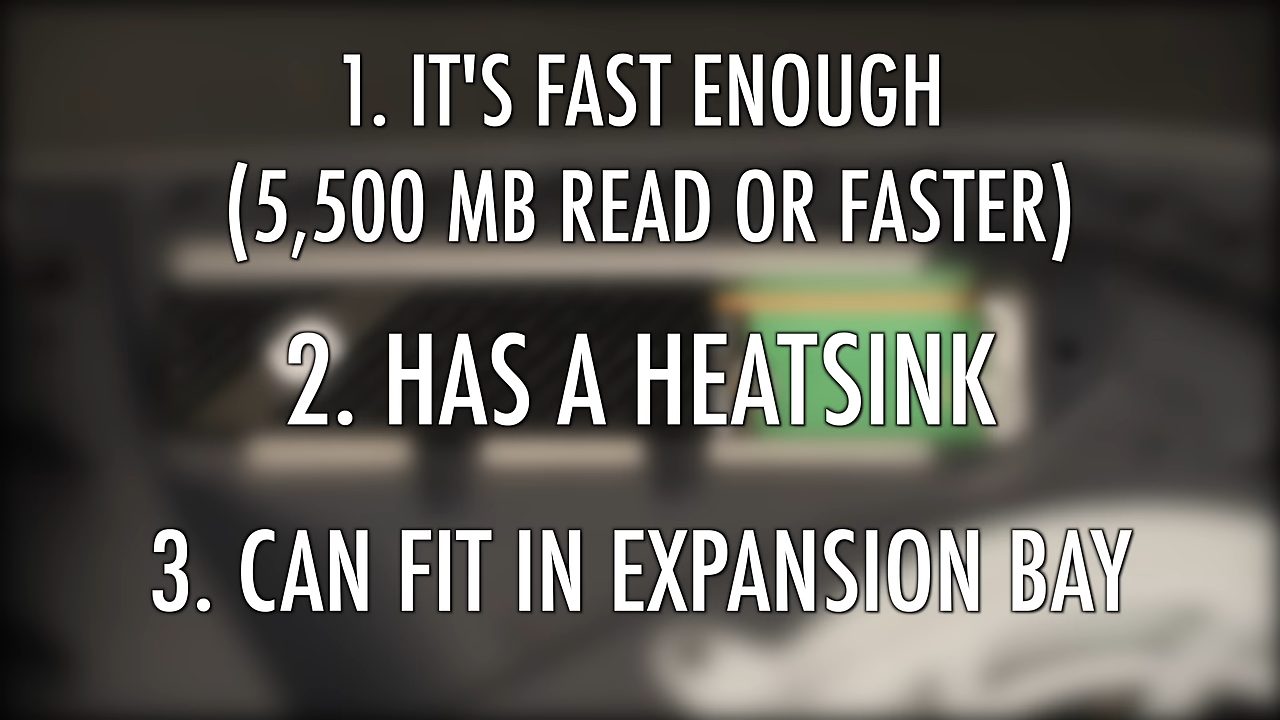 1. IT'S FAST ENOUGH
(5,500 MB READ OR FASTER)
2. HAS A HEATSINK
3. CAN FIT IN EXPANSION BAY